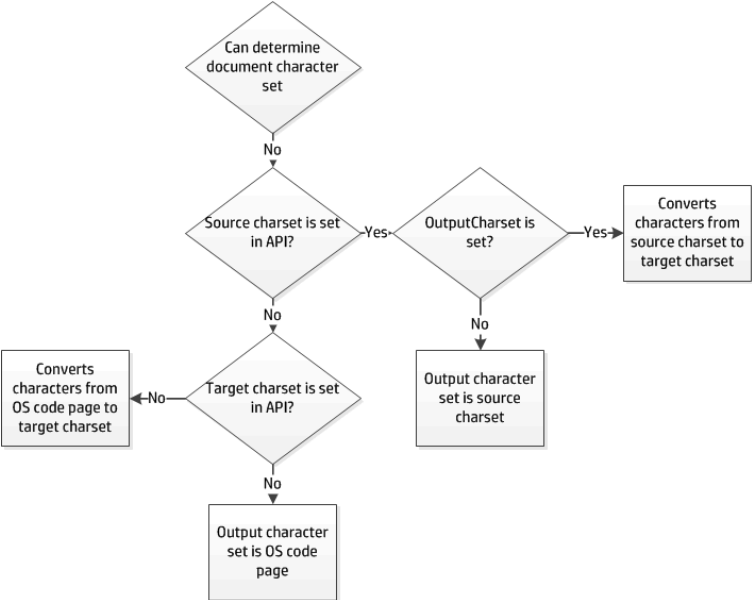 Can determine
document character
set
No
Source charset is set
in API?
Yes
OutputCharset is
set?
Yes
Converts
characters from
source charset to
target charset
No
No
Converts
characters from
OS code page to
target charset
No
Target charset is set
in API?
Output character
set is source
charset
No
Output character
set is OS code
page